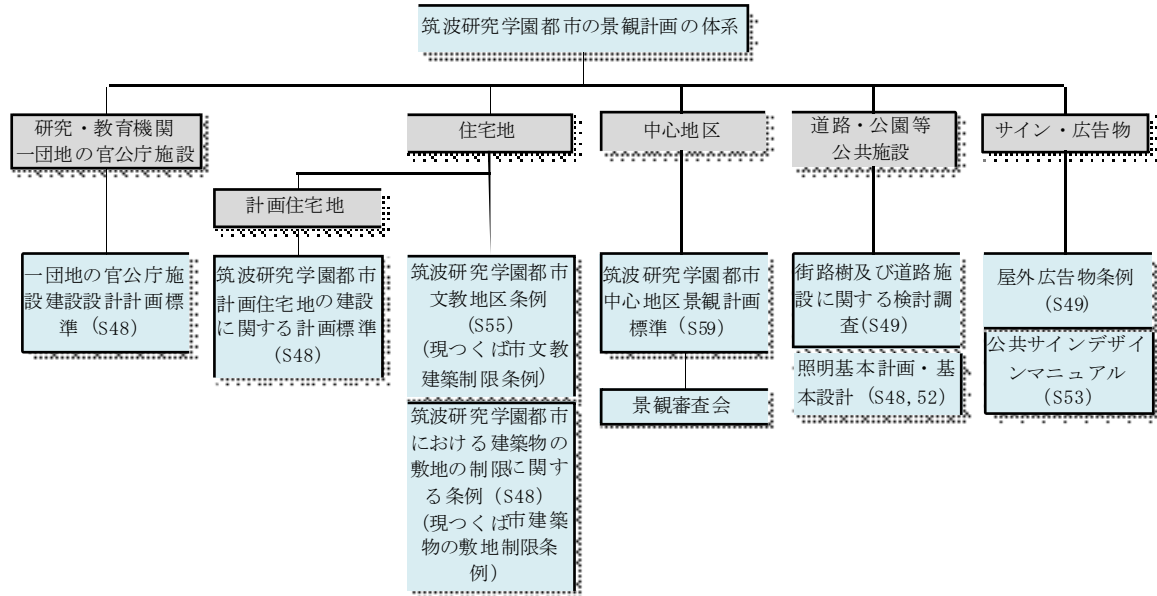 筑波研究学園都市の景観計画の体系
研究・教育機関
一団地の官公庁施設
住宅地
中心地区
道路・公園等
公共施設
サイン・広告物
計画住宅地
一団地の官公庁施
設建設設計計画標
準（S48）
筑波研究学園都市
計画住宅地の建設
に関する計画標準
(S48)
筑波研究学園都市
文教地区条例
(S55)
(現つくば市文教
建築制限条例)
筑波研究学園都市
における建築物の
敷地の制限に関す
る条例（S48）
(現つくば市建築
物の敷地制限条
例)
筑波研究学園都市
中心地区景観計画
標準（S59）
景観審査会
街路樹及び道路施
設に関する検討調
査(S49)
照明基本計画・基
本設計（S48, 52）
屋外広告物条例
(S49)
公共サインデザイ
ンマニュアル
(S53)